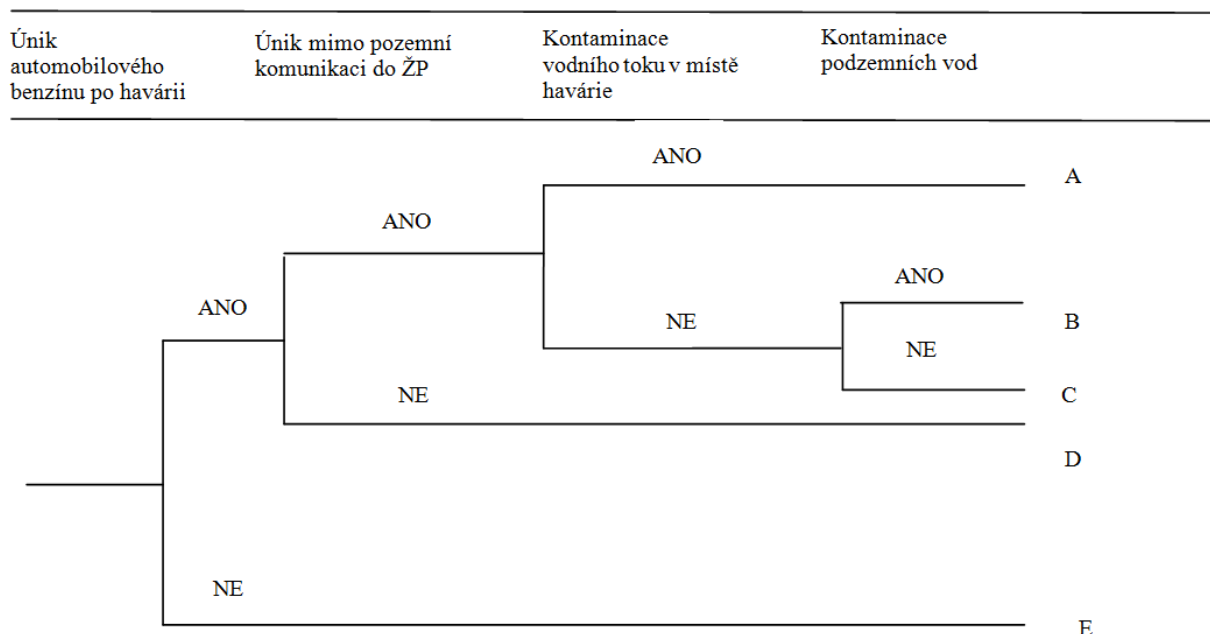 Únik
automobilového
benzínu po havárii
Únik mimo pozemní
komunikaci do ŽP
Kontaminace
vodního toku v místě
havárie
Kontaminace
podzemních vod
ANO
A
ANO
ANO
ANO
NE
B
NE
NE
C
D
NE
E